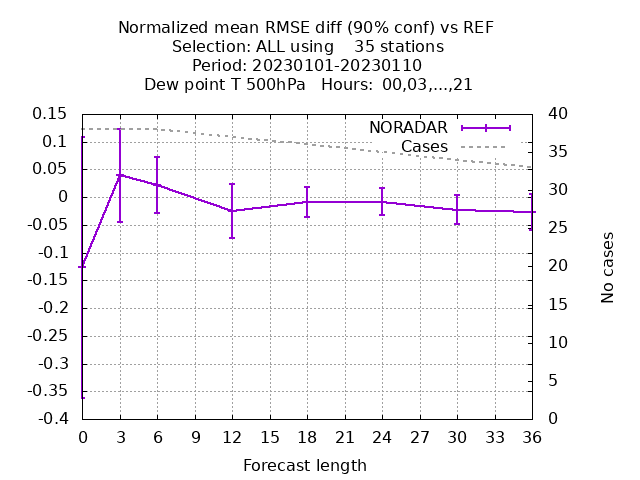 Normalized mean RMSE diff (90% conf) vs REF
Selection: ALL using    35 stations
Period: 20230101-20230110
Dew point T 500hPa   Hours:  00,03,...,21
NORADAR
Cases
0.15
0.1
0.05
0
-0.05
-0.1
-0.15
-0.2
-0.25
-0.3
-0.35
-0.4
40
35
30
25
20
15
10
5
0
No cases
0 3 6 9 12 15 18 21 24 27 30 33 36
Forecast length